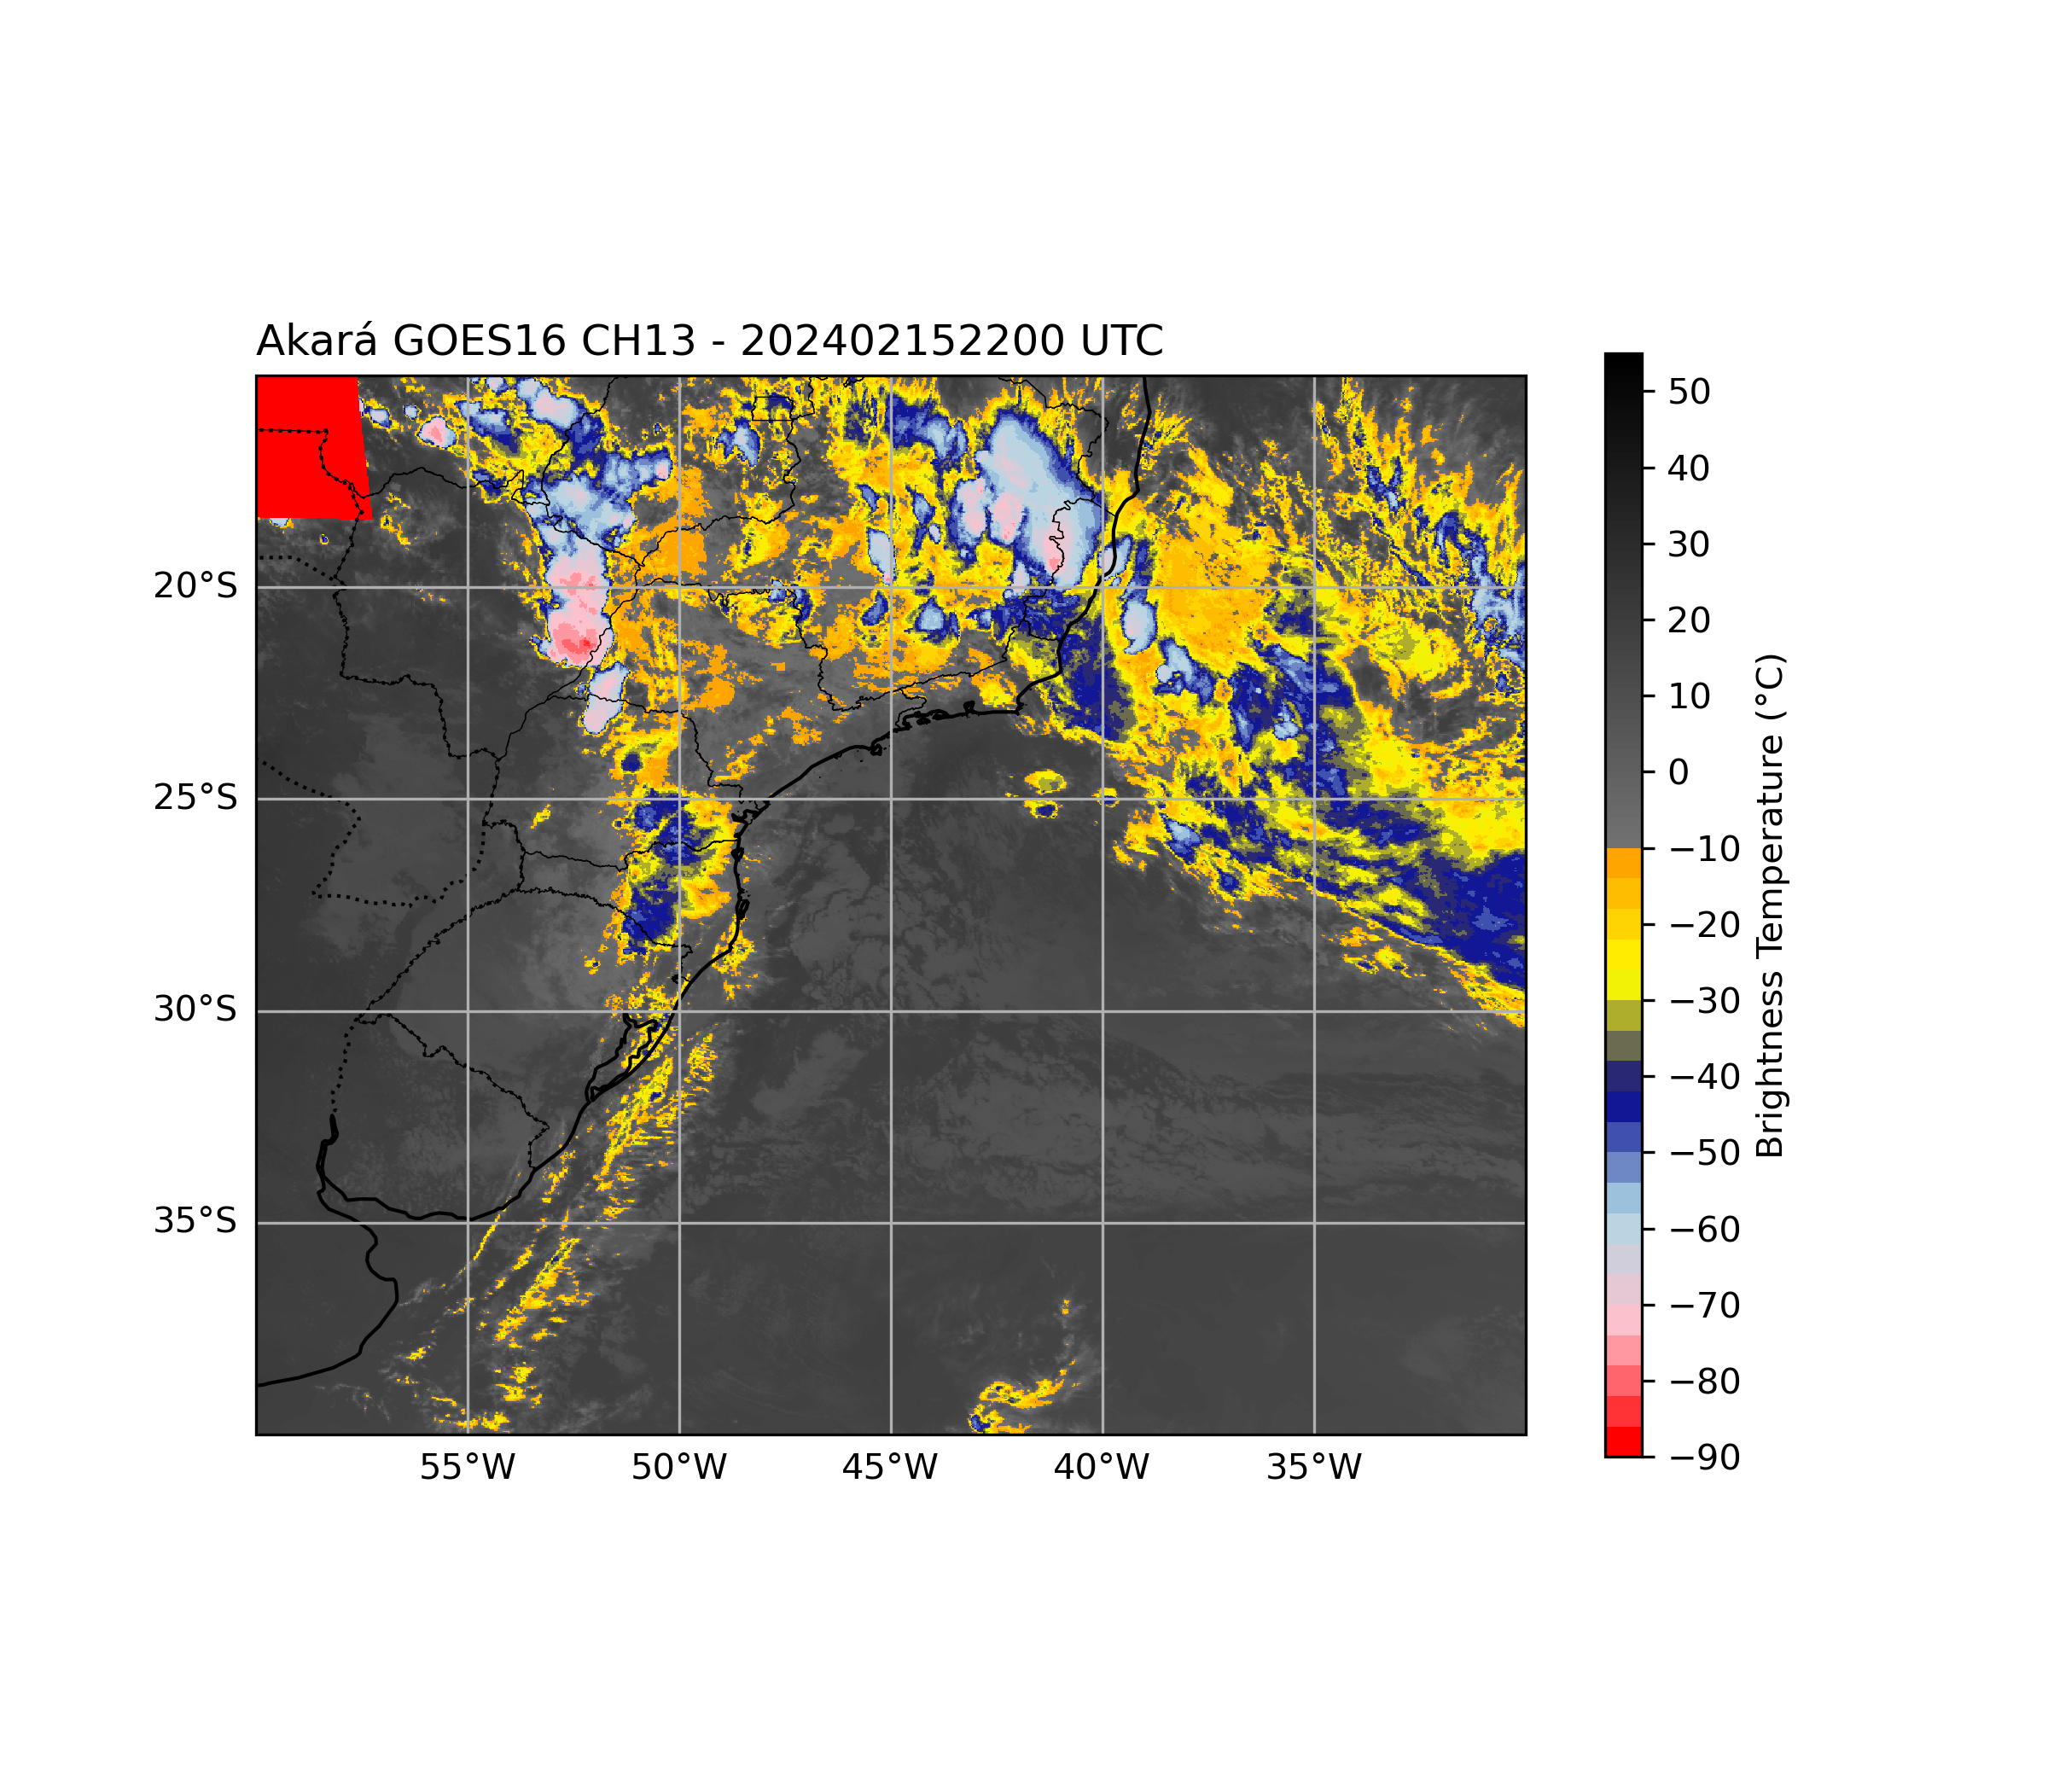 Akará GOES16 CH13 - 202402152200 UTC
20°S
25°S
30°S
35°S
55°W
50°W
45°W
40°W
35°W
50
40
30
20
10
0
−10
−20
−30
−40
−50
−60
−70
−80
−90
Brightness Temperature (°C)